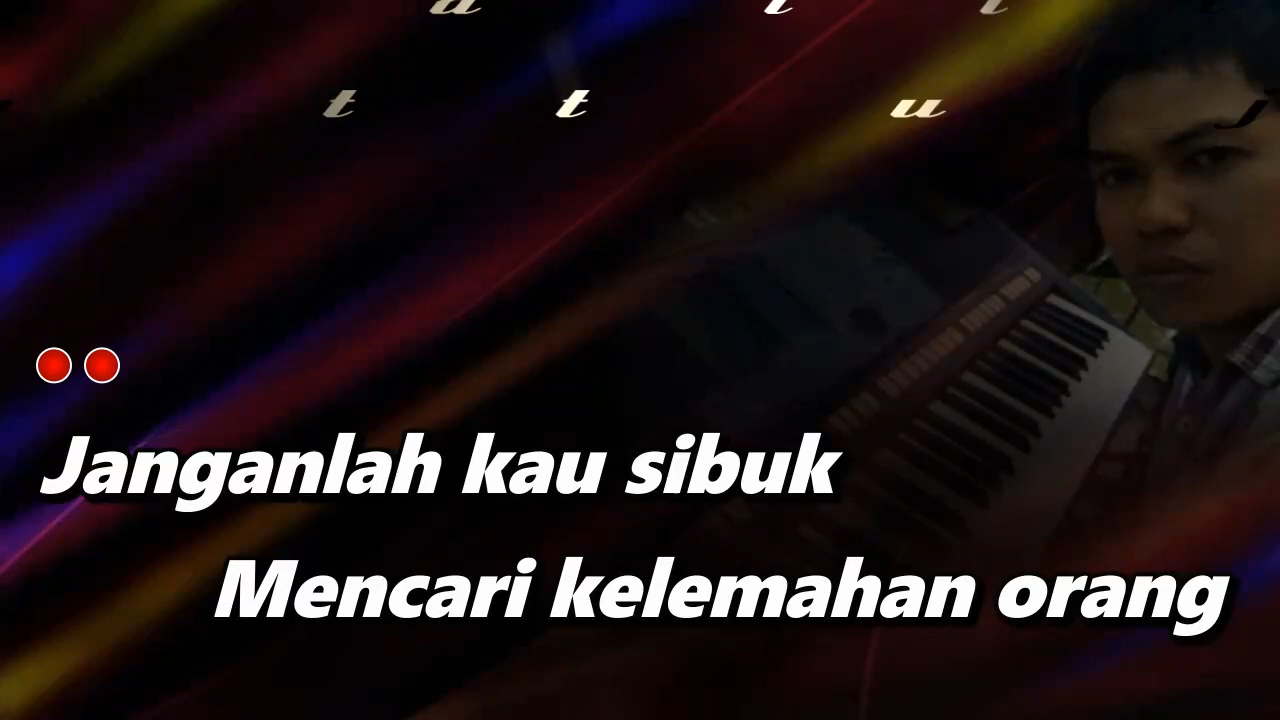 a t t
t t u
Janganlah kau sibuk
Mencari kelemahan orang